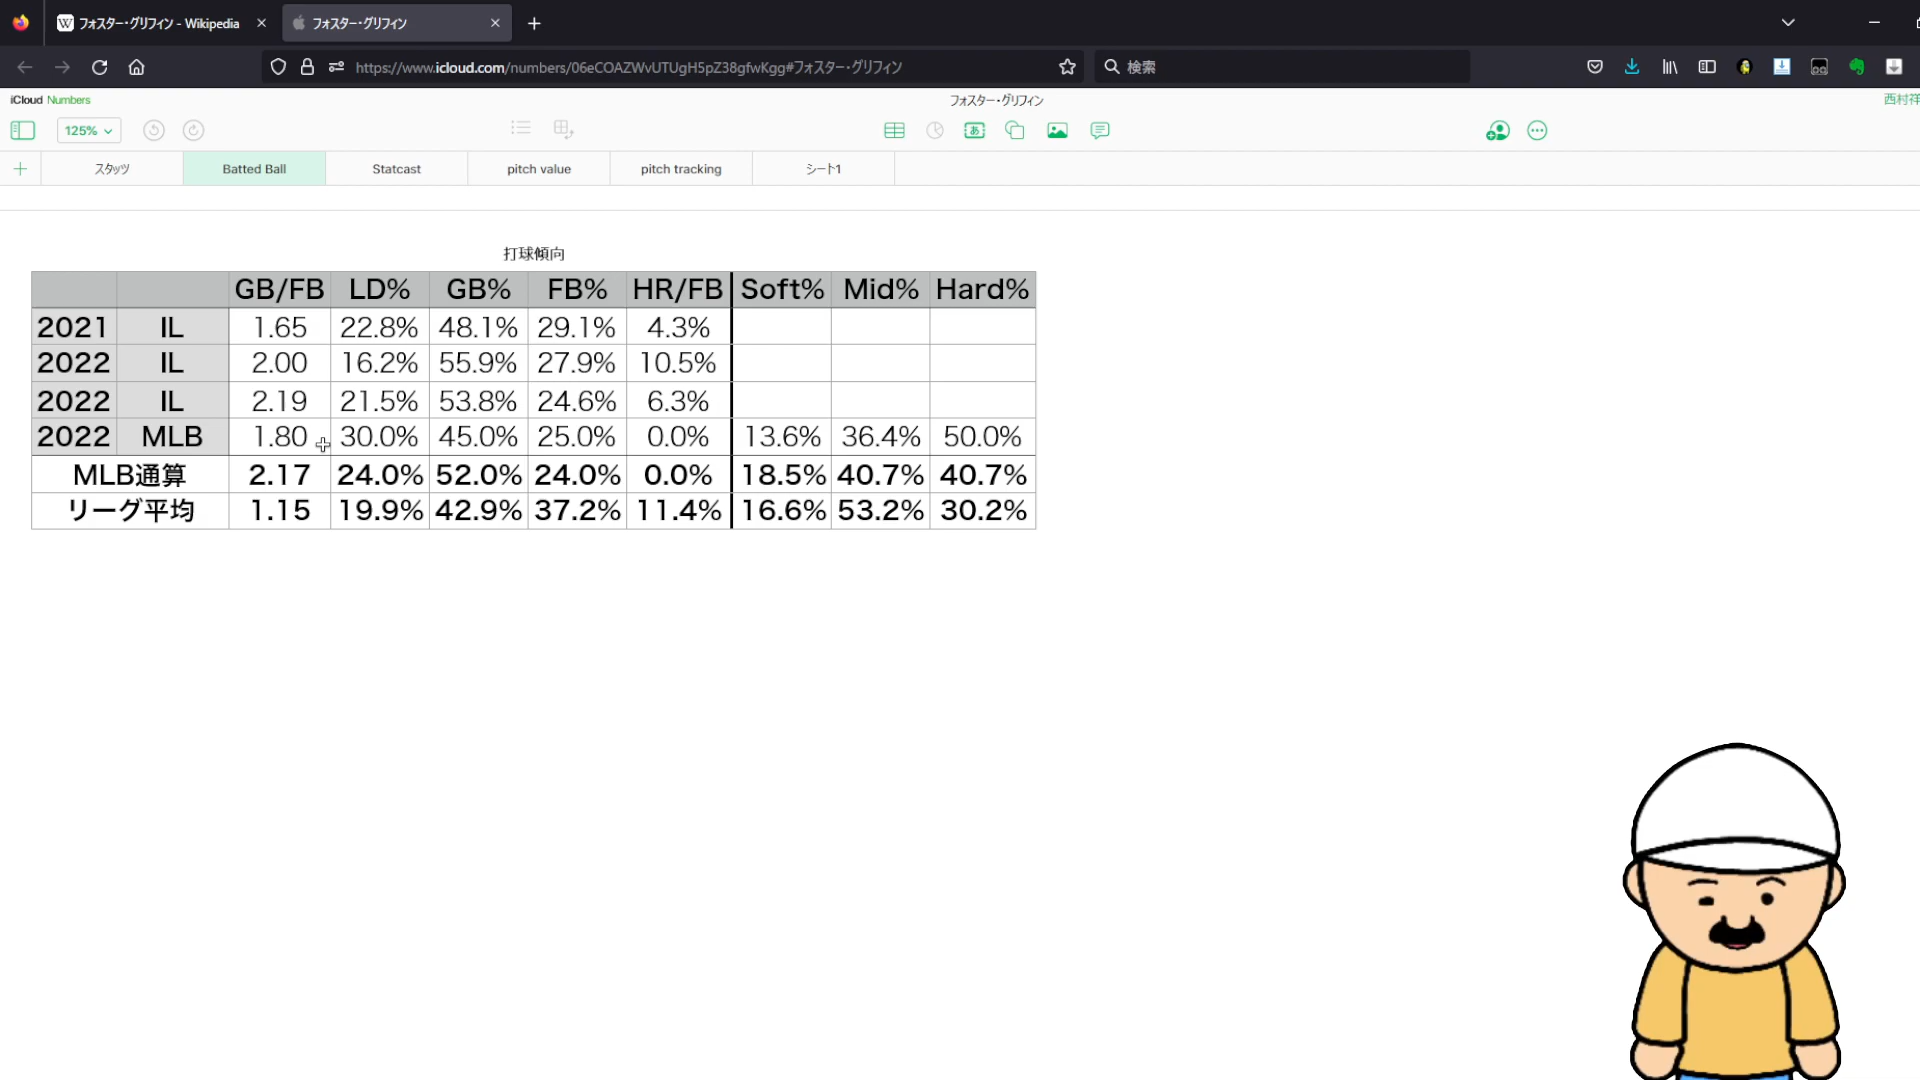 フォスター・グリフィン - Wikipedia
フォスター・グリフィン
https://www.icloud.com/numbers/06eCOAZWvUTUgH5pZ38gfwKgg#フォスター・グリフィン
検索
iCloud Numbers
フォスター・グリフィン
西村祥
125%
あ
スタッツ
Batted Ball
Statcast
pitch value
pitch tracking
シート1
打球傾向
GB/FB LD% GB% FB% HR/FB Soft% Mid% Hard%
2021 IL 1.65 22.8% 48.1% 29.1% 4.3%
2022 IL 2.00 16.2% 55.9% 27.9% 10.5%
2022 IL 2.19 21.5% 53.8% 24.6% 6.3%
2022 MLB 1.80 30.0% 45.0% 25.0% 0.0% 13.6% 36.4% 50.0%
MLB通算 2.17 24.0% 52.0% 24.0% 0.0% 18.5% 40.7% 40.7%
リーグ平均 1.15 19.9% 42.9% 37.2% 11.4% 16.6% 53.2% 30.2%